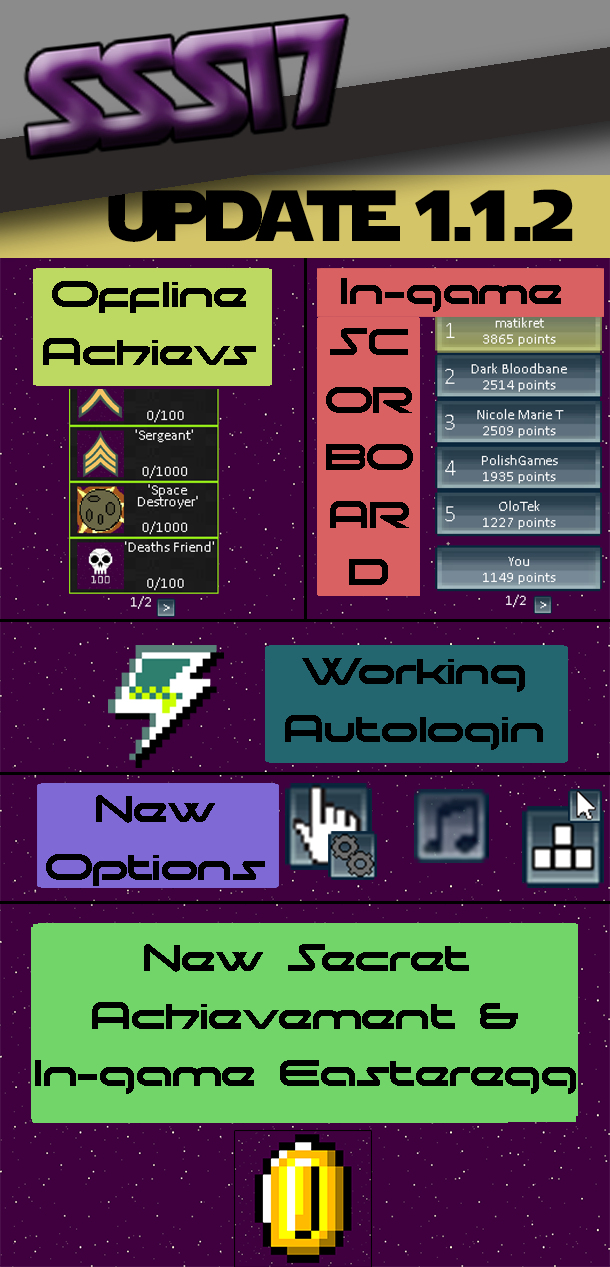 SSS17
UPDATE 1.1.2
Offline
Achievs
0/100
'Sergeant'
0/1000
'Space
Destroyer'
0/1000
'Deaths Friend'
100
0/100
1/2 >
In-game
SC
OR
BO
AR
D
1 matikret
3865 points
2 Dark Bloodbane
2514 points
3 Nicole Marie T
2509 points
4 PolishGames
1935 points
5 OloTek
1227 points
You
1149 points
1/2 >
Working
Autologin
New
Options
New Secret
Achievement &
In-game Easteregg